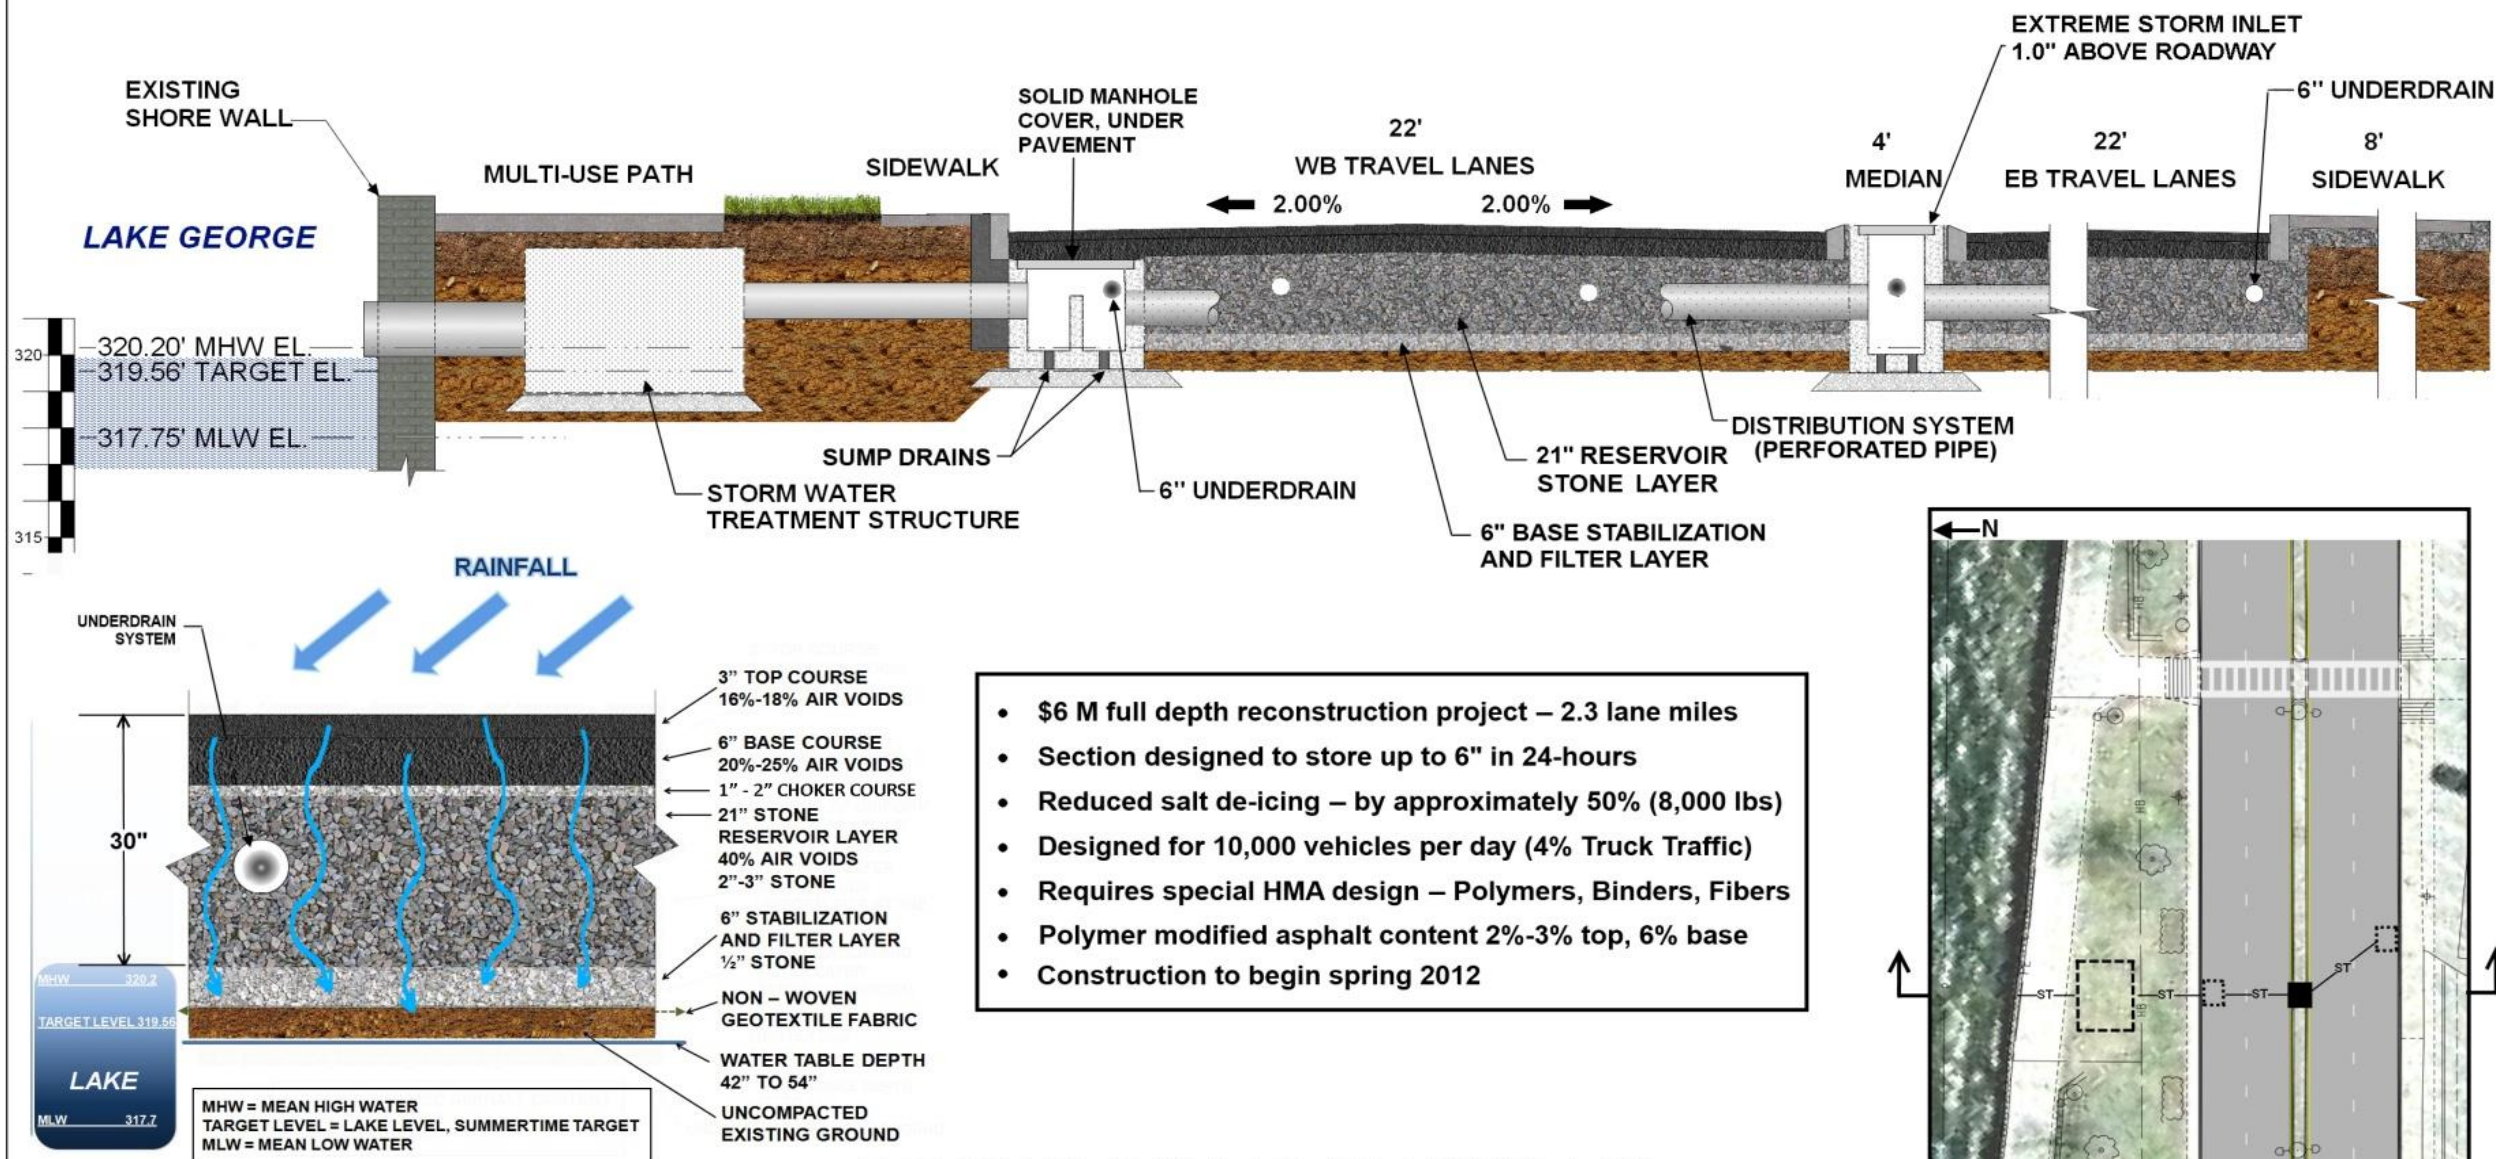 EXTREME STORM INLET
1.0" ABOVE ROADWAY
EXISTING
SHORE WALL
SOLID MANHOLE
COVER, UNDER
PAVEMENT
6" UNDERDRAIN
22'
WB TRAVEL LANES
4'
MEDIAN
22'
EB TRAVEL LANES
8'
SIDEWALK
MULTI-USE PATH
SIDEWALK
2.00%
2.00%
LAKE GEORGE
320
320.20' MHW EL.
319.56' TARGET EL.
317.75' MLW EL.
315
SUMP DRAINS
STORM WATER
TREATMENT STRUCTURE
6" UNDERDRAIN
DISTRIBUTION SYSTEM
(PERFORATED PIPE)
21" RESERVOIR
STONE LAYER
6" BASE STABILIZATION
AND FILTER LAYER
RAINFALL
UNDERDRAIN
SYSTEM
30"
3" TOP COURSE
16%-18% AIR VOIDS
6" BASE COURSE
20%-25% AIR VOIDS
1" - 2" CHOKER COURSE
21" STONE
RESERVOIR LAYER
40% AIR VOIDS
2"-3" STONE
6" STABILIZATION
AND FILTER LAYER
½" STONE
NON – WOVEN
GEOTEXTILE FABRIC
WATER TABLE DEPTH
42" TO 54"
UNCOMPACTED
EXISTING GROUND
MHW 320.2
TARGET LEVEL 319.56
LAKE
MLW 317.7
MHW = MEAN HIGH WATER
TARGET LEVEL = LAKE LEVEL, SUMMERTIME TARGET
MLW = MEAN LOW WATER
• $6 M full depth reconstruction project – 2.3 lane miles
• Section designed to store up to 6" in 24-hours
• Reduced salt de-icing – by approximately 50% (8,000 lbs)
• Designed for 10,000 vehicles per day (4% Truck Traffic)
• Requires special HMA design – Polymers, Binders, Fibers
• Polymer modified asphalt content 2%-3% top, 6% base
• Construction to begin spring 2012
N
HB
HB
ST
ST
ST
ST
HB